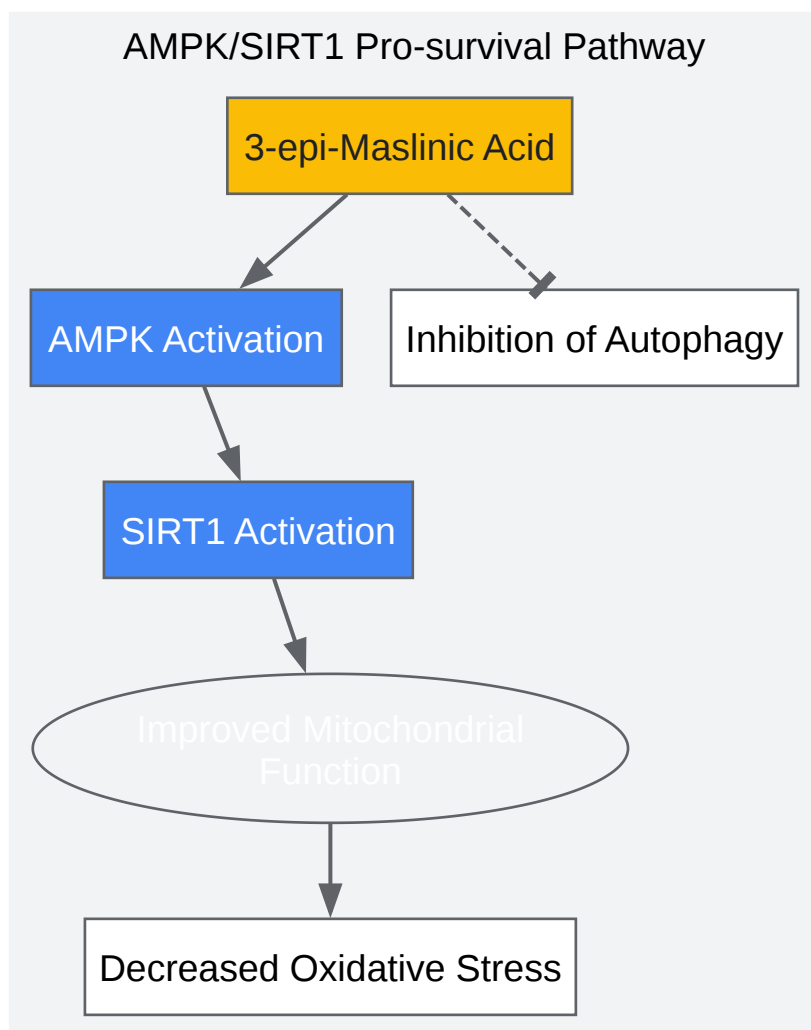 AMPK/SIRT1 Pro-survival Pathway
3-epi-Maslinic Acid
AMPK Activation
Inhibition of Autophagy
SIRT1 Activation
Improved Mitochondrial
Function
Decreased Oxidative Stress